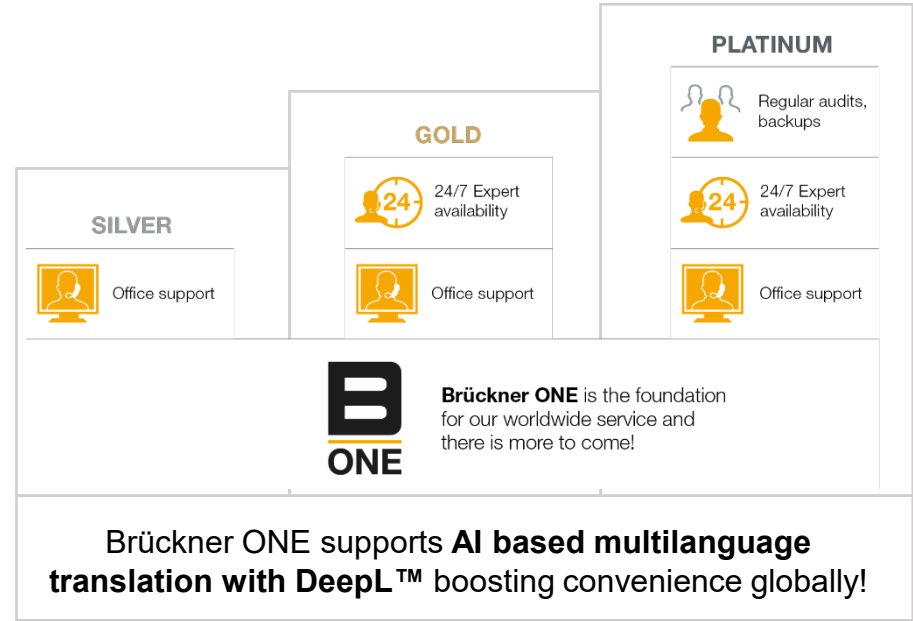 PLATINUM
Regular audits,
backups
24
24/7 Expert
availability
Office support
GOLD
24
24/7 Expert
availability
Office support
SILVER
Office support
B
ONE
Brückner ONE is the foundation
for our worldwide service and
there is more to come!
Brückner ONE supports AI based multilanguage
translation with DeepL™ boosting convenience globally!